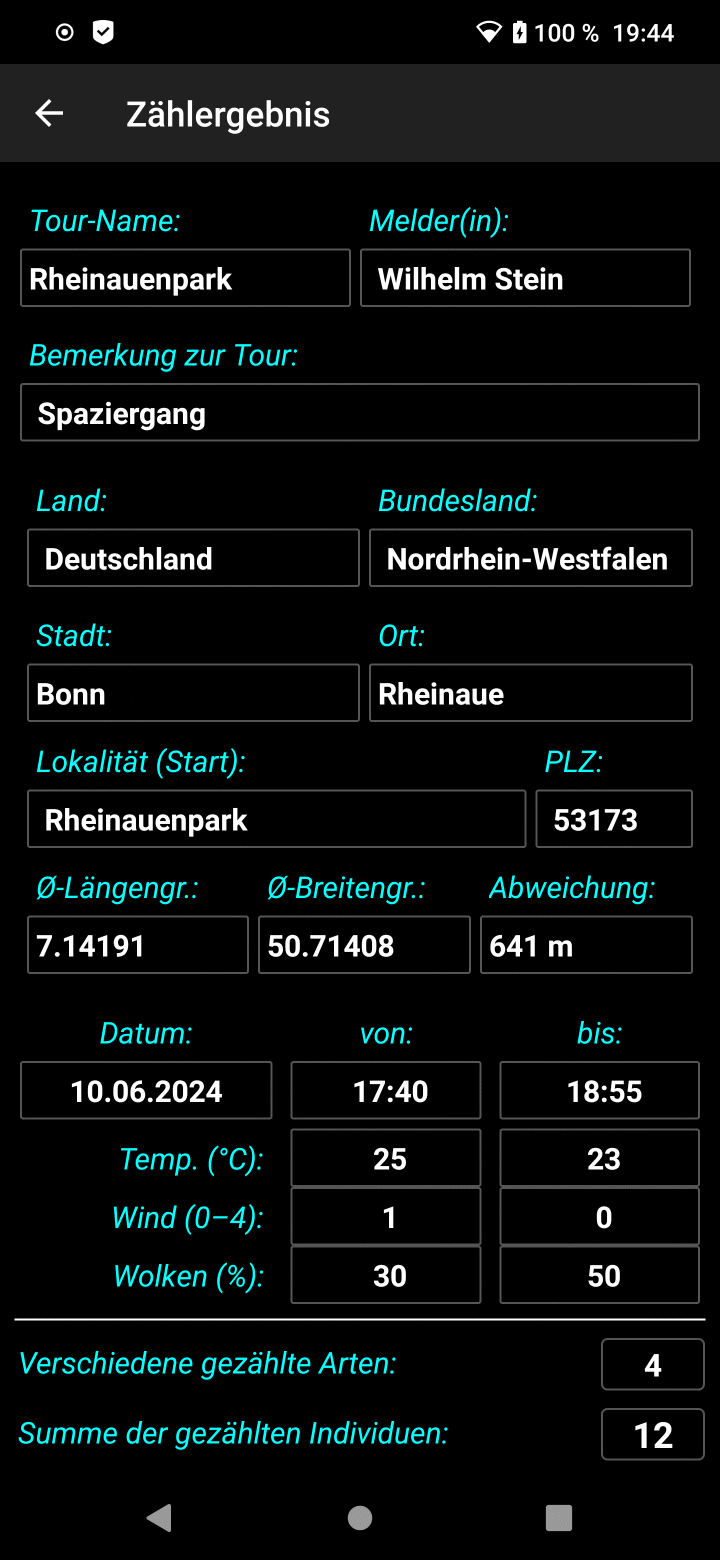 100 % 19:44
Zählergebnis
Tour-Name: Melder(in):
Rheinauenpark Wilhelm Stein
Bemerkung zur Tour:
Spaziergang
Land: Bundesland:
Deutschland Nordrhein-Westfalen
Stadt: Ort:
Bonn Rheinaue
Lokalität (Start): PLZ:
Rheinauenpark 53173
Ø-Längengr.: Ø-Breitengr.: Abweichung:
7.14191 50.71408 641 m
Datum: von: bis:
10.06.2024 17:40 18:55
Temp. (°C): 25 23
Wind (0–4): 1 0
Wolken (%): 30 50
Verschiedene gezählte Arten: 4
Summe der gezählten Individuen: 12